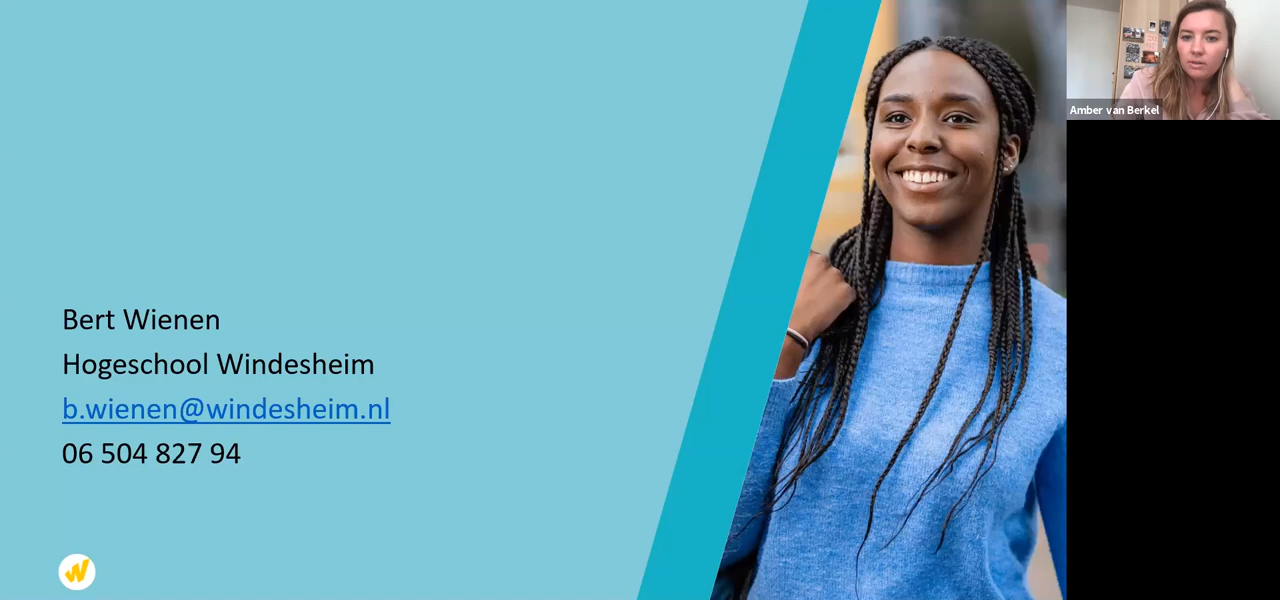 Amber van Berkel
Bert Wienen
Hogeschool Windesheim
b.wienen@windesheim.nl
06 504 827 94